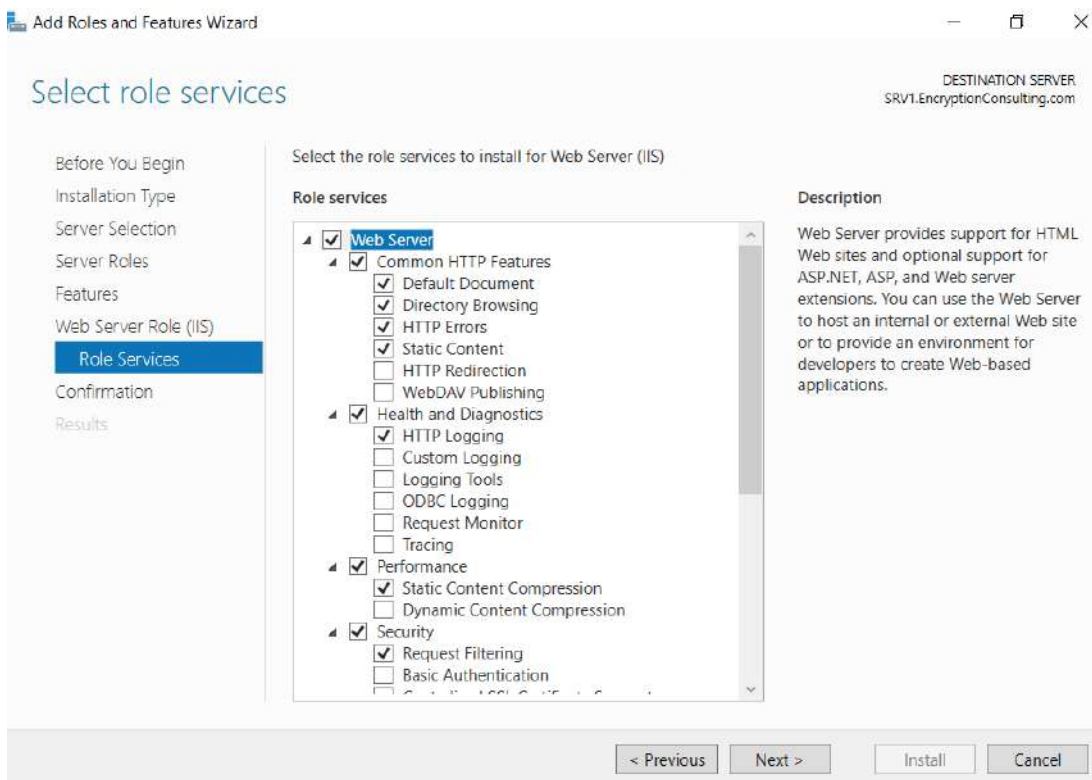 Add Roles and Features Wizard
Select role services
DESTINATION SERVER
SRV1.EncryptionConsulting.com
Before You Begin
Installation Type
Server Selection
Server Roles
Features
Web Server Role (IIS)
Role Services
Confirmation
Results
Select the role services to install for Web Server (IIS)
Role services
Web Server
Common HTTP Features
Default Document
Directory Browsing
HTTP Errors
Static Content
HTTP Redirection
WebDAV Publishing
Health and Diagnostics
HTTP Logging
Custom Logging
Logging Tools
ODBC Logging
Request Monitor
Tracing
Performance
Static Content Compression
Dynamic Content Compression
Security
Request Filtering
Basic Authentication
Description
Web Server provides support for HTML
Web sites and optional support for
ASP.NET, ASP, and Web server
extensions. You can use the Web Server
to host an internal or external Web site
or to provide an environment for
developers to create Web-based
applications.
< Previous
Next >
Install
Cancel